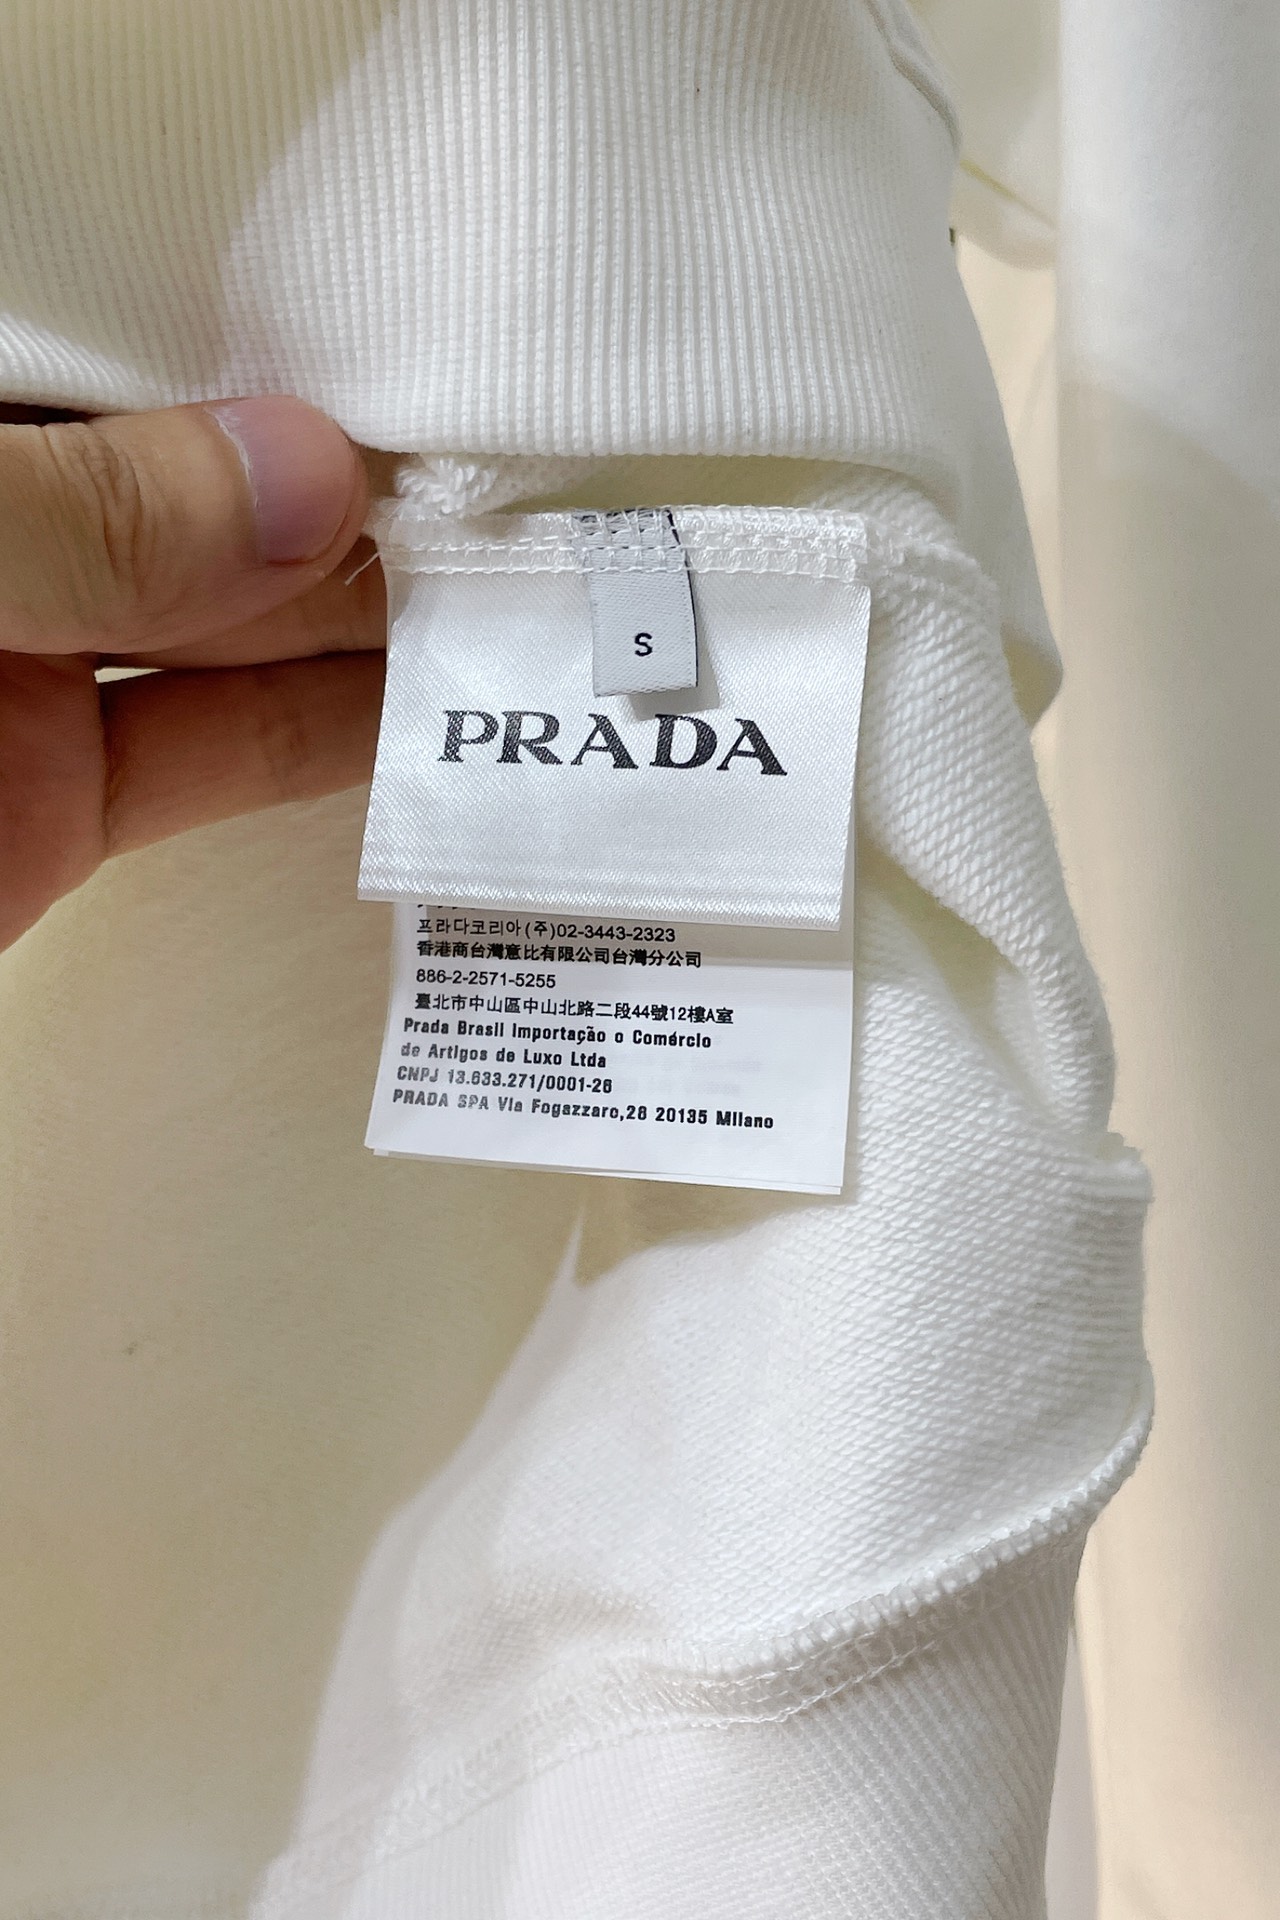 S
PRADA
프라다코리아(주)02-3443-2323
香港商台灣意比有限公司台灣分公司
886-2-2571-5255
臺北市中山區中山北路二段44號12樓A室
Prada Brasil Importação o Comércio
de Artigos de Luxo Ltda
CNPJ 13.633.271/0001-26
PRADA SPA Via Fogazzaro,28 20135 Milano